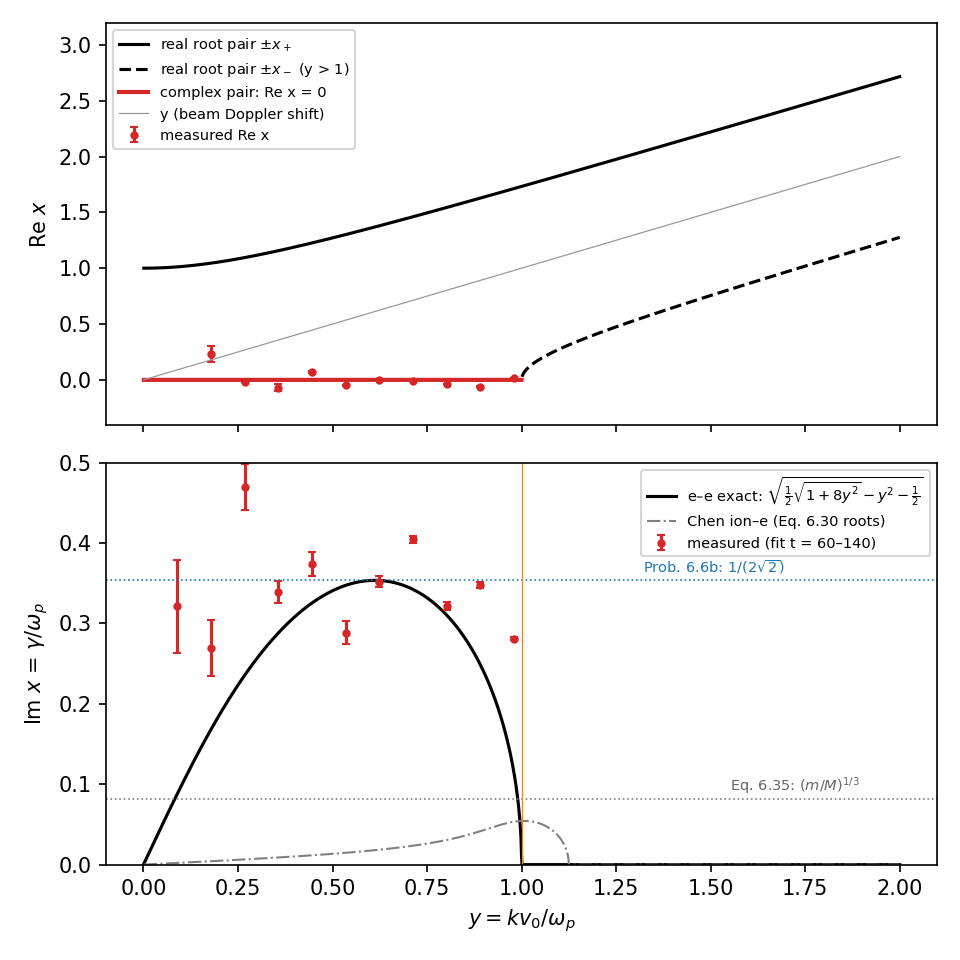 real root pair ±x₊
real root pair ±x₋ (y > 1)
complex pair: Re x = 0
y (beam Doppler shift)
measured Re x
Re x
3.0
2.5
2.0
1.5
1.0
0.5
0.0
e–e exact: √(½√(1+8y²) − y² − ½)
Chen ion–e (Eq. 6.30 roots)
measured (fit t = 60–140)
Prob. 6.6b: 1/(2√2)
Eq. 6.35: (m/M)^{1/3}
Im x = γ/ωₚ
0.5
0.4
0.3
0.2
0.1
0.0
0.00 0.25 0.50 0.75 1.00 1.25 1.50 1.75 2.00
y = kv₀/ωₚ